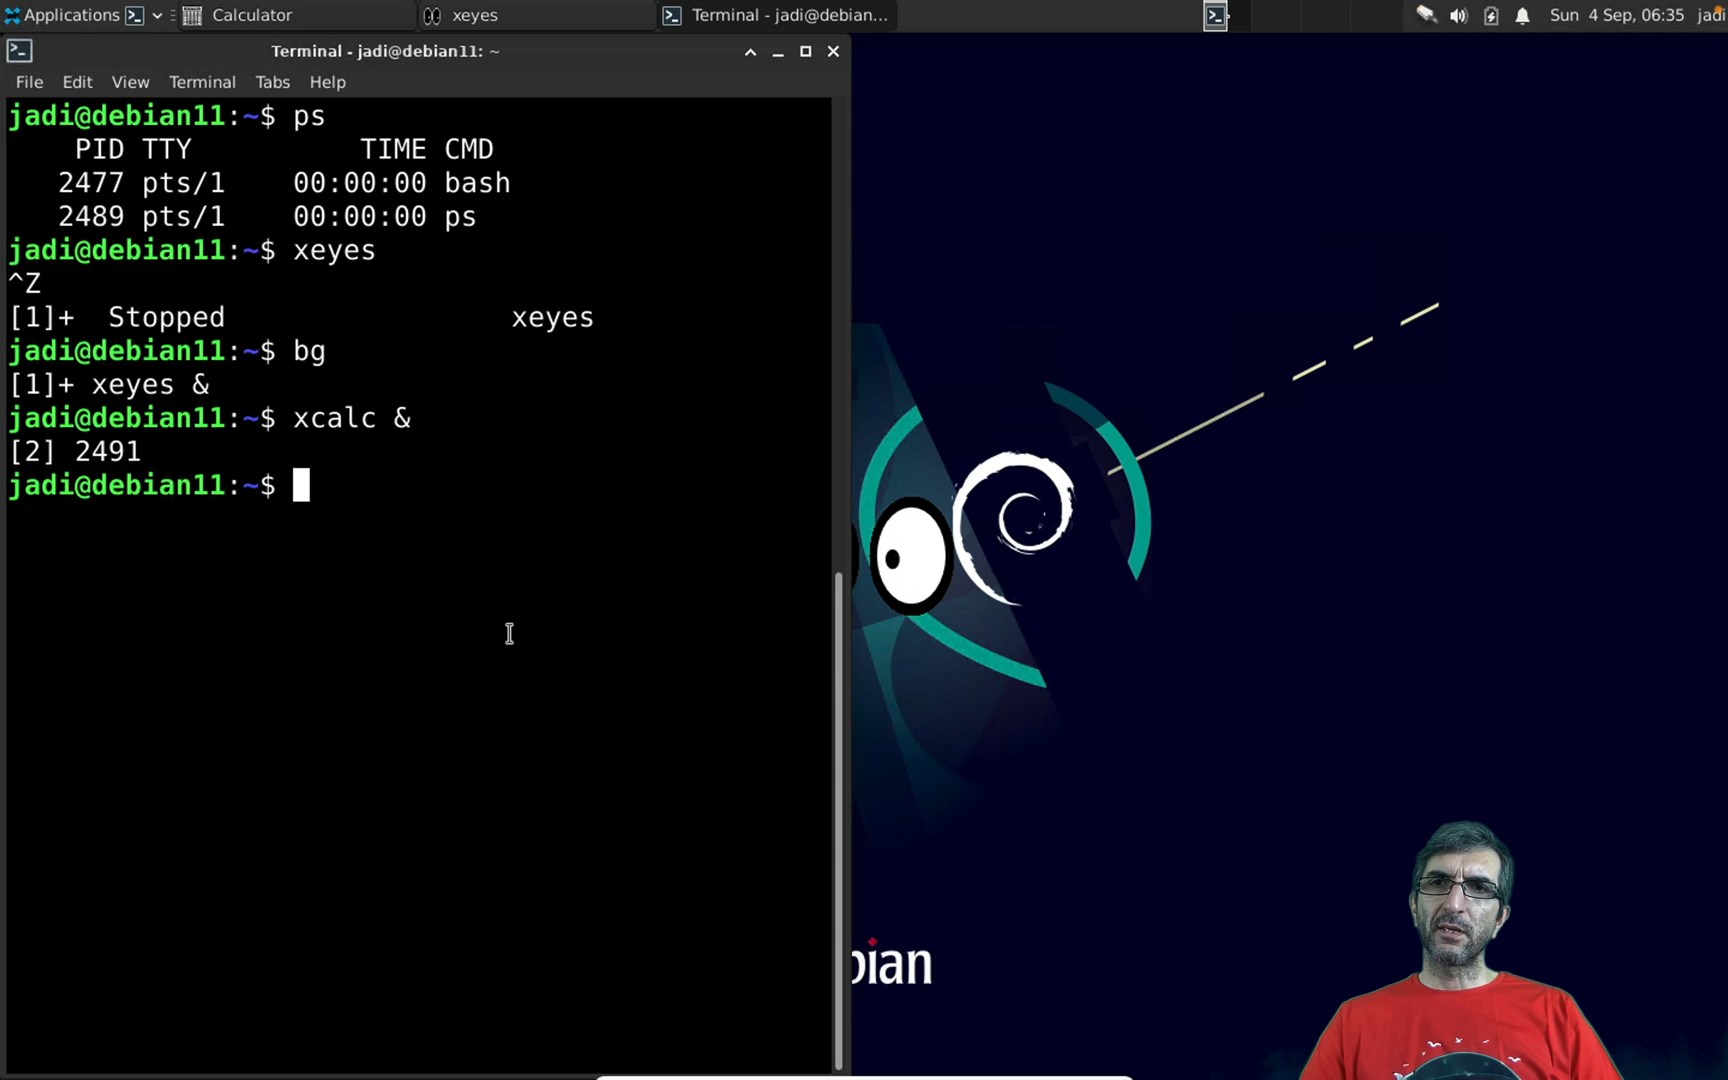 Applications Calculator xeyes Terminal - jadi@debian... Sun 4 Sep, 06:35 jadi
Terminal - jadi@debian11: ~
File Edit View Terminal Tabs Help
jadi@debian11:~$ ps
PID TTY TIME CMD
2477 pts/1 00:00:00 bash
2489 pts/1 00:00:00 ps
jadi@debian11:~$ xeyes
^Z
[1]+ Stopped xeyes
jadi@debian11:~$ bg
[1]+ xeyes &
jadi@debian11:~$ xcalc &
[2] 2491
jadi@debian11:~$
bian